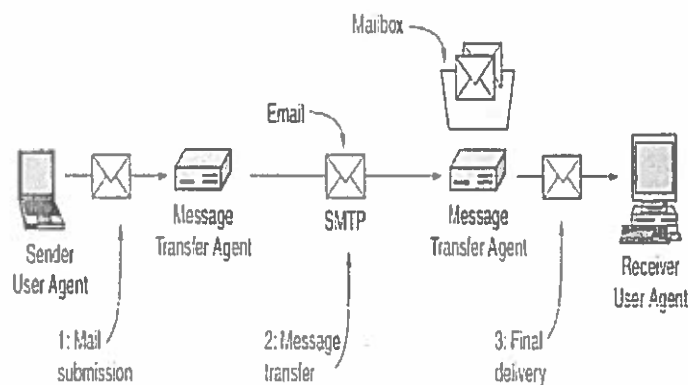 Mailbox
Email
SMTP
Message
Transfer Agent
Message
Transfer Agent
Sender
User Agent
Receiver
User Agent
1: Mail
submission
2: Message
transfer
3: Final
delivery